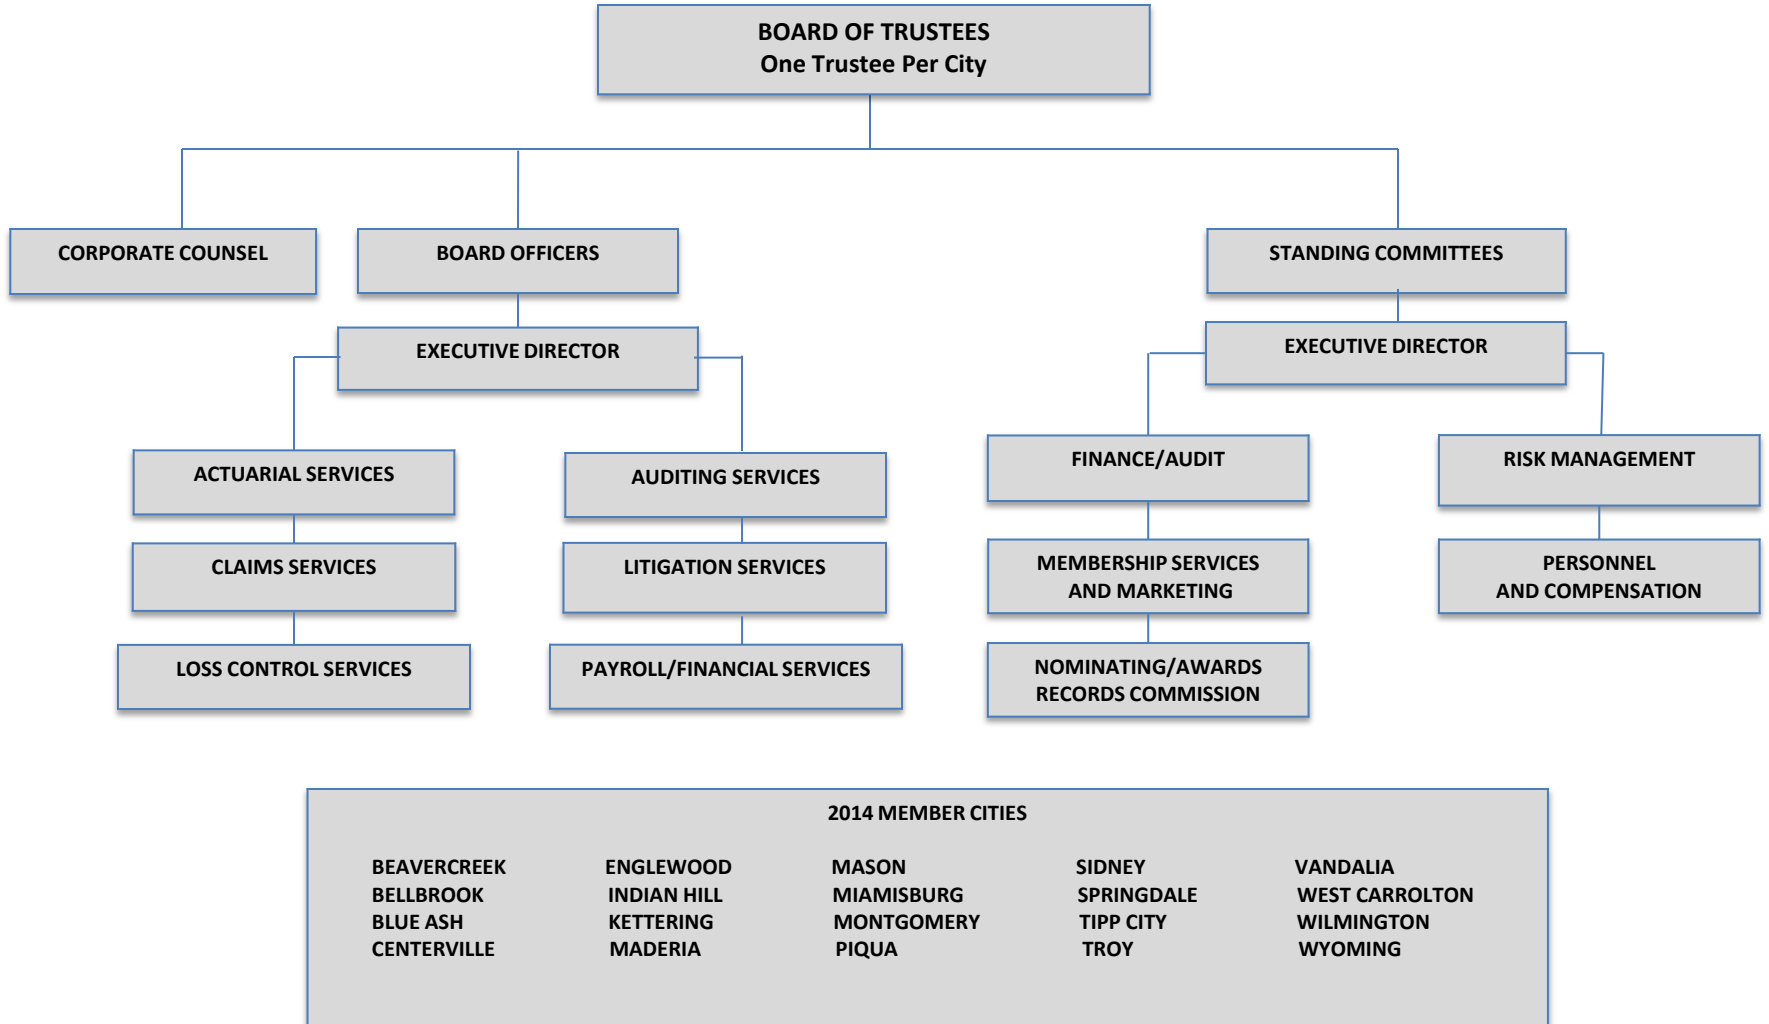 BOARD OF TRUSTEES
One Trustee Per City
CORPORATE COUNSEL
BOARD OFFICERS
STANDING COMMITTEES
EXECUTIVE DIRECTOR
EXECUTIVE DIRECTOR
ACTUARIAL SERVICES
AUDITING SERVICES
FINANCE/AUDIT
RISK MANAGEMENT
CLAIMS SERVICES
LITIGATION SERVICES
MEMBERSHIP SERVICES
AND MARKETING
PERSONNEL
AND COMPENSATION
LOSS CONTROL SERVICES
PAYROLL/FINANCIAL SERVICES
NOMINATING/AWARDS
RECORDS COMMISSION
2014 MEMBER CITIES
BEAVERCREEK ENGLEWOOD MASON SIDNEY VANDALIA
BELLBROOK INDIAN HILL MIAMISBURG SPRINGDALE WEST CARROLTON
BLUE ASH KETTERING MONTGOMERY TIPP CITY WILMINGTON
CENTERVILLE MADERIA PIQUA TROY WYOMING